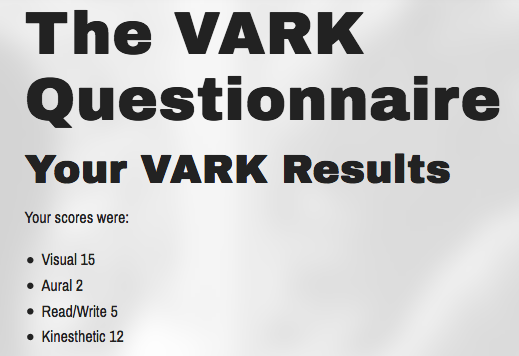 The VARK
Questionnaire
Your VARK Results
Your scores were:
• Visual 15
• Aural 2
• Read/Write 5
• Kinesthetic 12